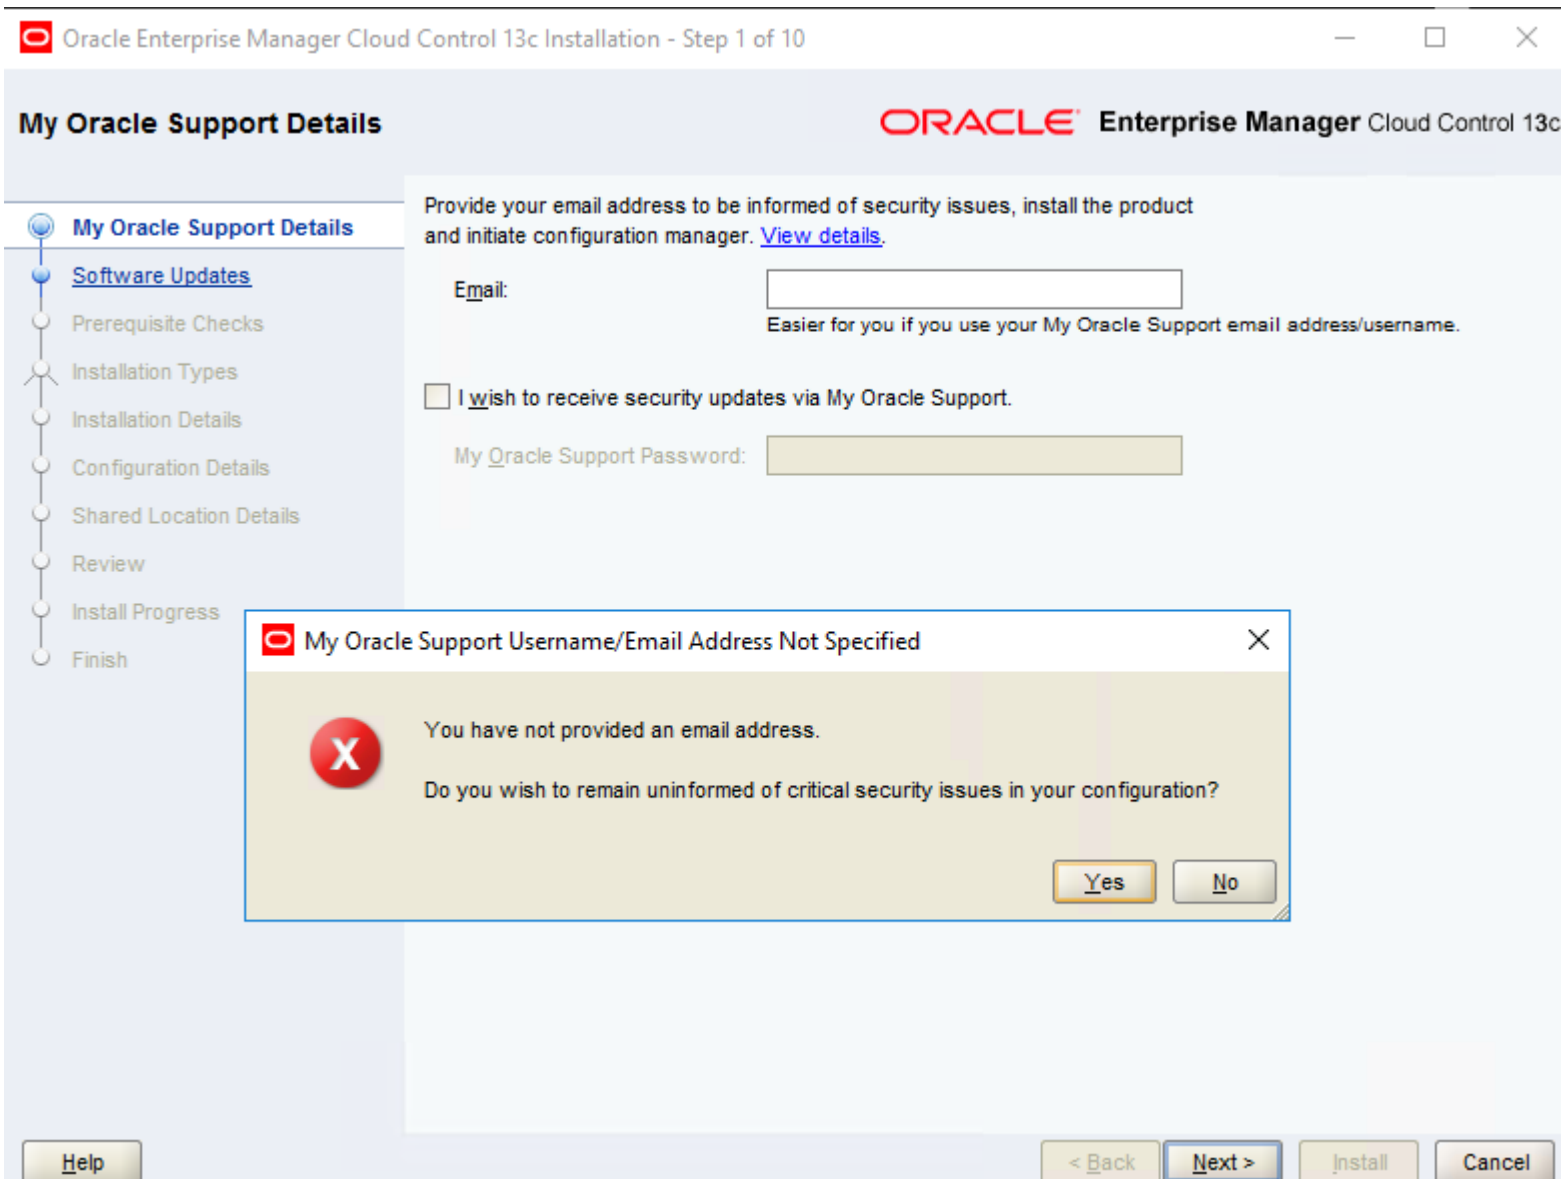 Oracle Enterprise Manager Cloud Control 13c Installation - Step 1 of 10
My Oracle Support Details
ORACLE Enterprise Manager Cloud Control 13c
My Oracle Support Details
Software Updates
Prerequisite Checks
Installation Types
Installation Details
Configuration Details
Shared Location Details
Review
Install Progress
Finish
Provide your email address to be informed of security issues, install the product
and initiate configuration manager. View details.
Email:
Easier for you if you use your My Oracle Support email address/username.
I wish to receive security updates via My Oracle Support.
My Oracle Support Password:
My Oracle Support Username/Email Address Not Specified
You have not provided an email address.
Do you wish to remain uninformed of critical security issues in your configuration?
Yes No
Help < Back Next > Install Cancel